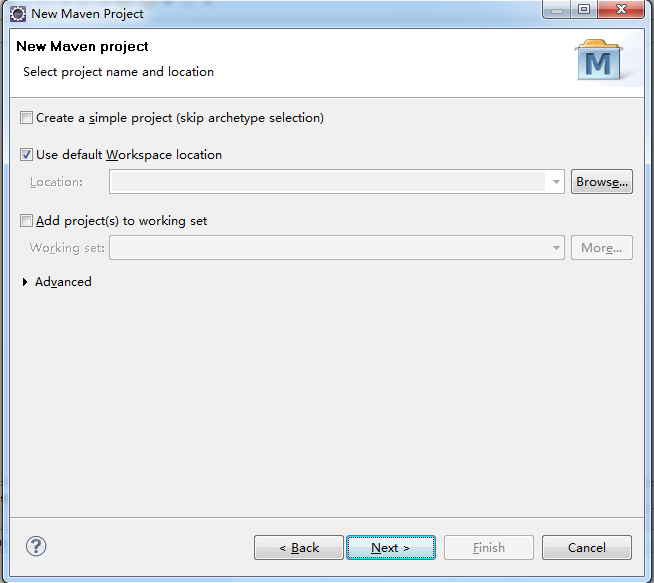 New Maven Project
New Maven project
Select project name and location
M
Create a simple project (skip archetype selection)
Use default Workspace location
Location:
Browse...
Add project(s) to working set
Working set:
More...
Advanced
?
< Back
Next >
Finish
Cancel